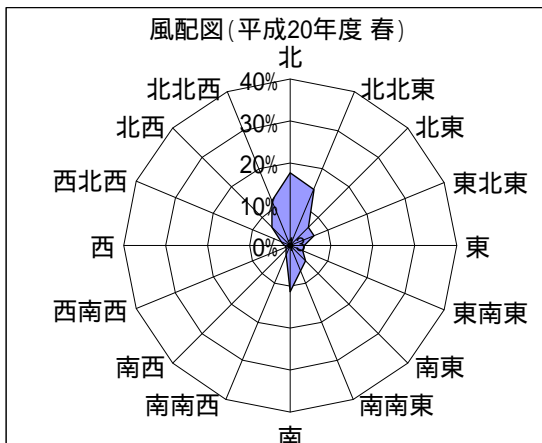 風配図(平成20年度 春)
北
40%
北北西
北北東
30%
北西
北東
20%
西北西
東北東
10%
西
0%
東
西南西
東南東
南西
南東
南南西
南南東
南